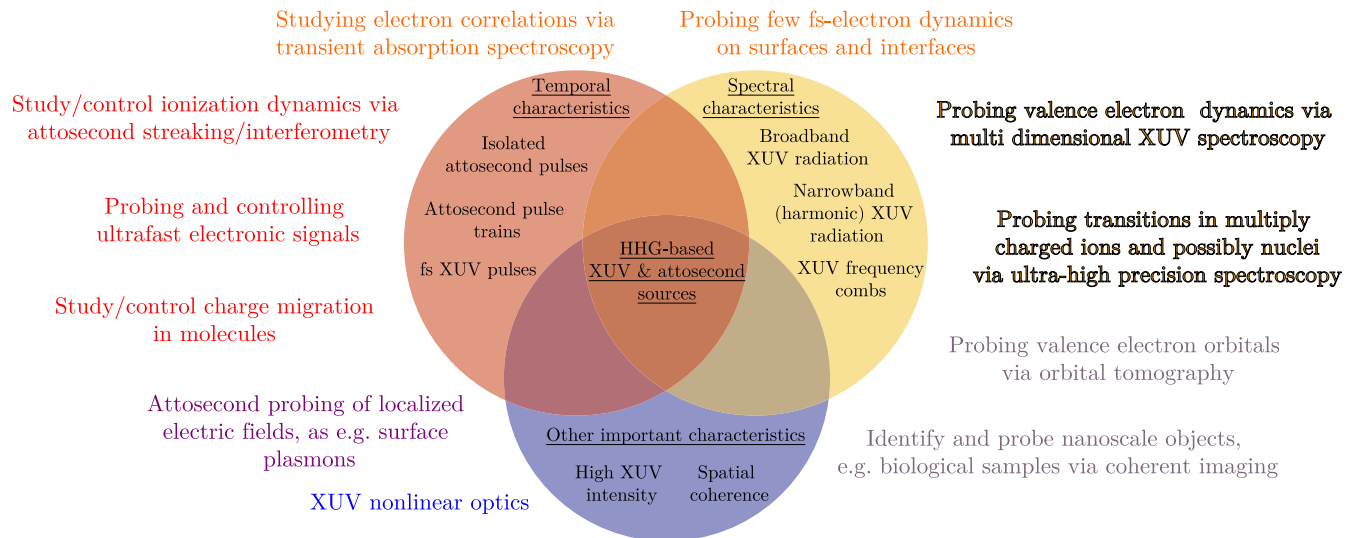 Studying electron correlations via
transient absorption spectroscopy
Probing few fs-electron dynamics
on surfaces and interfaces
Study/control ionization dynamics via
attosecond streaking/interferometry
Probing and controlling
ultrafast electronic signals
Study/control charge migration
in molecules
Attosecond probing of localized
electric fields, as e.g. surface
plasmons
XUV nonlinear optics
Temporal
characteristics
Isolated
attosecond pulses
Attosecond pulse
trains
fs XUV pulses
Spectral
characteristics
Broadband
XUV radiation
Narrowband
(harmonic) XUV
radiation
XUV frequency
combs
HHG-based
XUV & attosecond
sources
Other important characteristics
High XUV
intensity
Spatial
coherence
Probing valence electron dynamics via
multi dimensional XUV spectroscopy
Probing transitions in multiply
charged ions and possibly nuclei
via ultra-high precision spectroscopy
Probing valence electron orbitals
via orbital tomography
Identify and probe nanoscale objects,
e.g. biological samples via coherent imaging